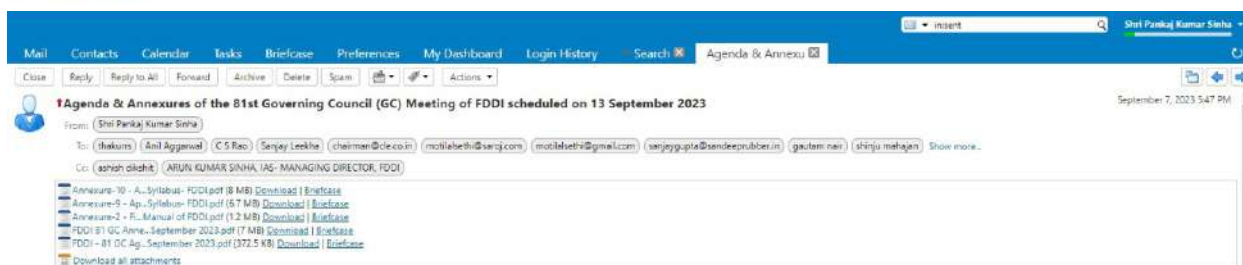 insent Shri Pankaj Kumar Sinha
Mail Contacts Calendar Tasks Briefcase Preferences My Dashboard Login History Search Agenda & Annexu
Close Reply Reply to All Forward Archive Delete Spam Actions
Agenda & Annexures of the 81st Governing Council (GC) Meeting of FDDI scheduled on 13 September 2023 September 7, 2023 5:47 PM
From: Shri Pankaj Kumar Sinha
To: thakurrs Anil Aggarwal C S Rao Sanjay Leekha chairman@cle.co.in motilalsethi@saroj.com motilalsethi@gmail.com sanjaygupta@sandeeprubber.in gautam nair shinju mahajan Show more...
Cc: ashish dikshit ARUN KUMAR SINHA, IAS- MANAGING DIRECTOR, FDDI
Annexure-10 - A...Syllabus- FDDI.pdf (8 MB) Download | Briefcase
Annexure-9 - Ap...Syllabus- FDDI.pdf (6.7 MB) Download | Briefcase
Annexure-2 - Fi...Manual of FDDI.pdf (1.2 MB) Download | Briefcase
FDDI 81 GC Anne...September 2023.pdf (7 MB) Download | Briefcase
FDDI - 81 GC Ag...September 2023.pdf (372.5 KB) Download | Briefcase
Download all attachments